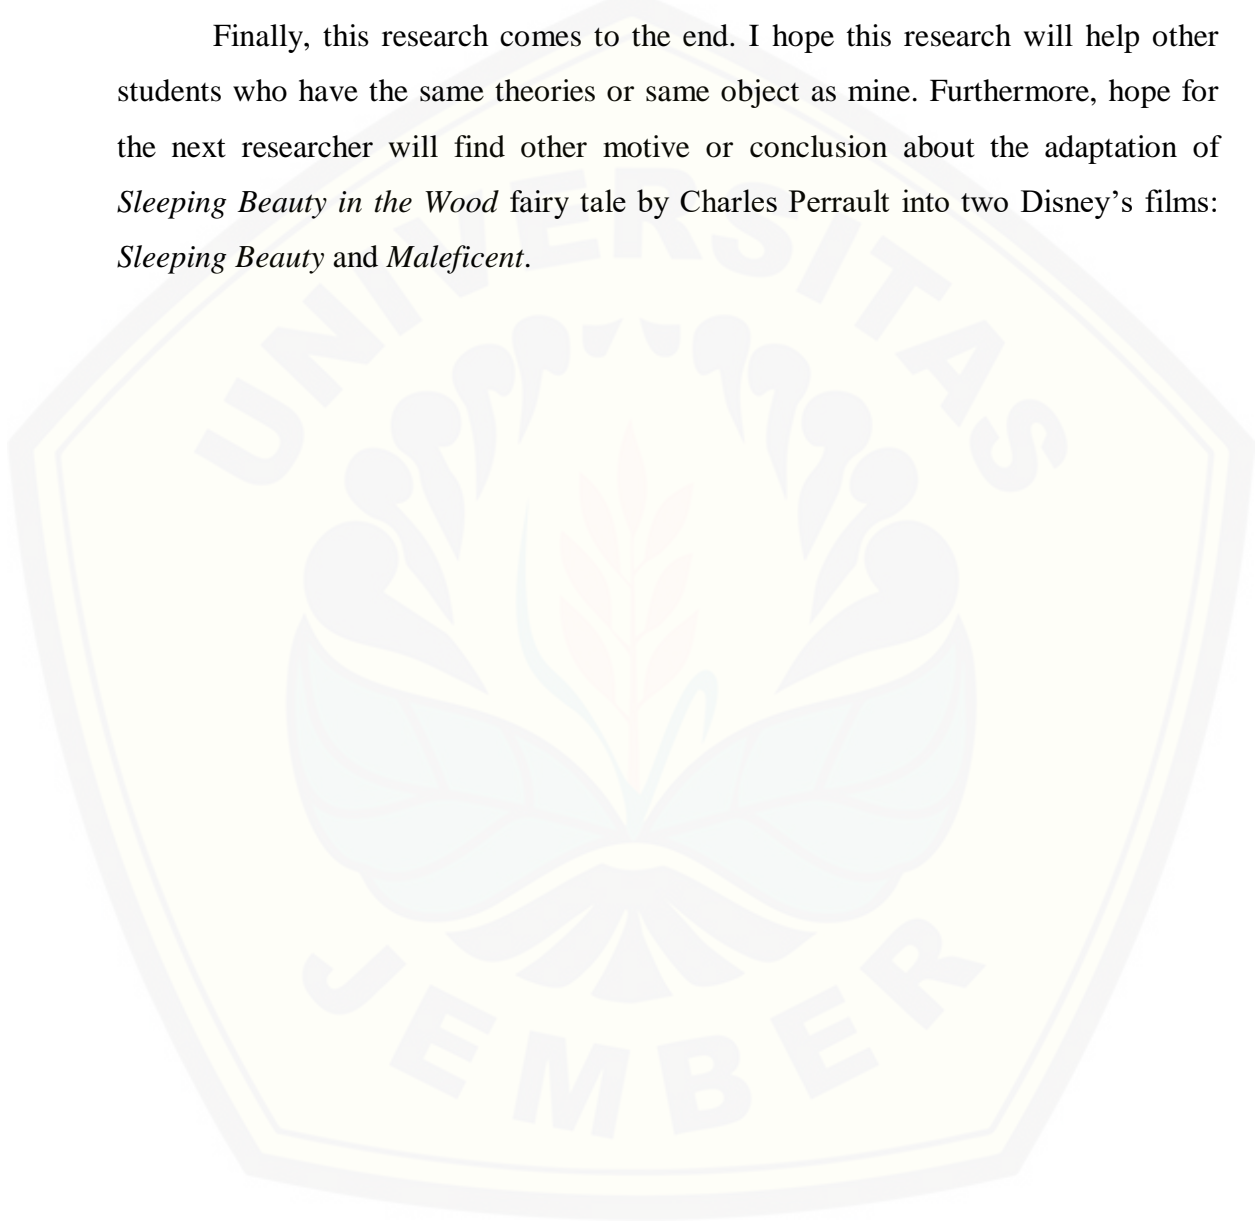 Finally, this research comes to the end. I hope this research will help other
students who have the same theories or same object as mine. Furthermore, hope for
the next researcher will find other motive or conclusion about the adaptation of
Sleeping Beauty in the Wood fairy tale by Charles Perrault into two Disney’s films:
Sleeping Beauty and Maleficent.
UNIVERSITAS
JEMBER